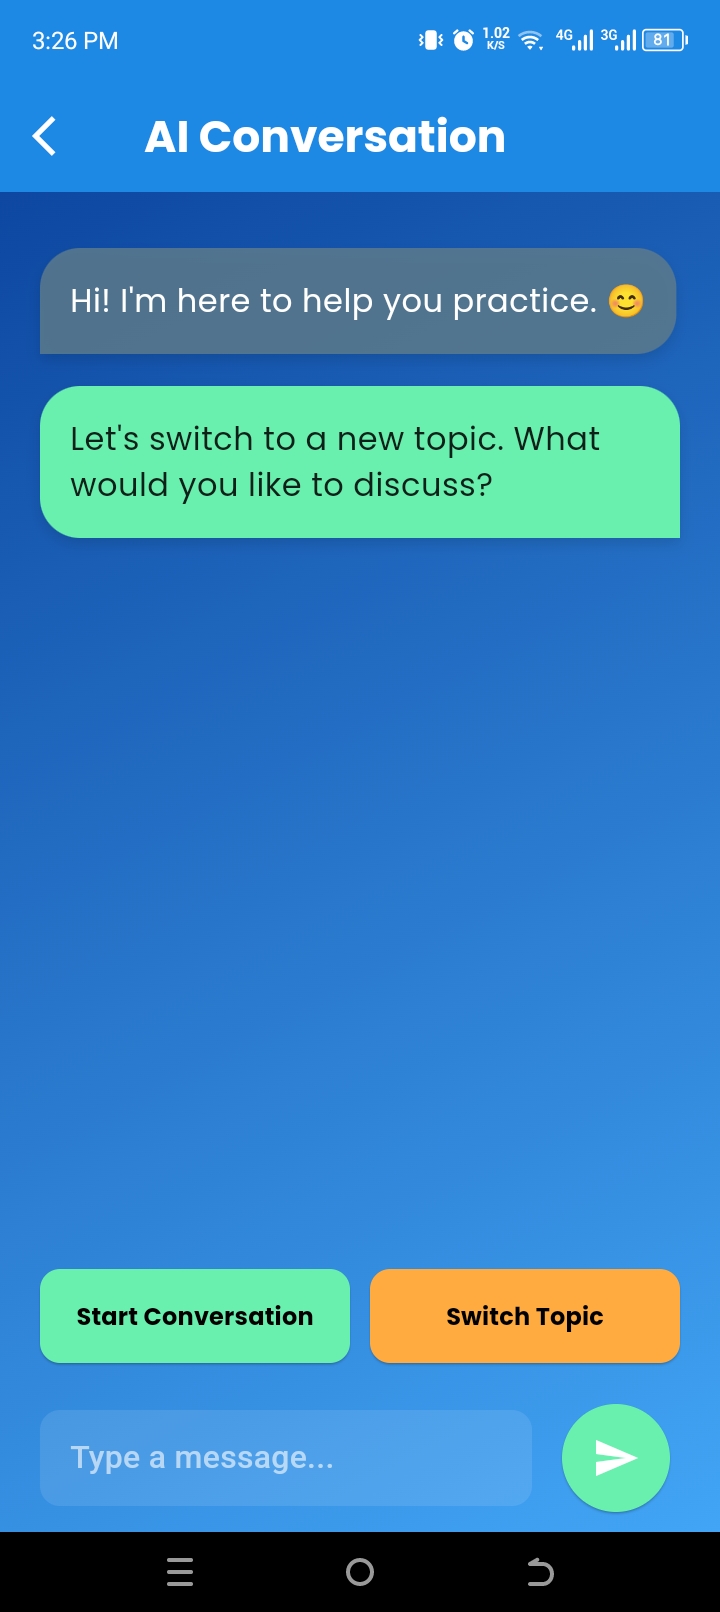 3:26 PM
1.02
K/S
4G
3G
81
AI Conversation
Hi! I'm here to help you practice. 😊
Let's switch to a new topic. What
would you like to discuss?
Start Conversation
Switch Topic
Type a message...